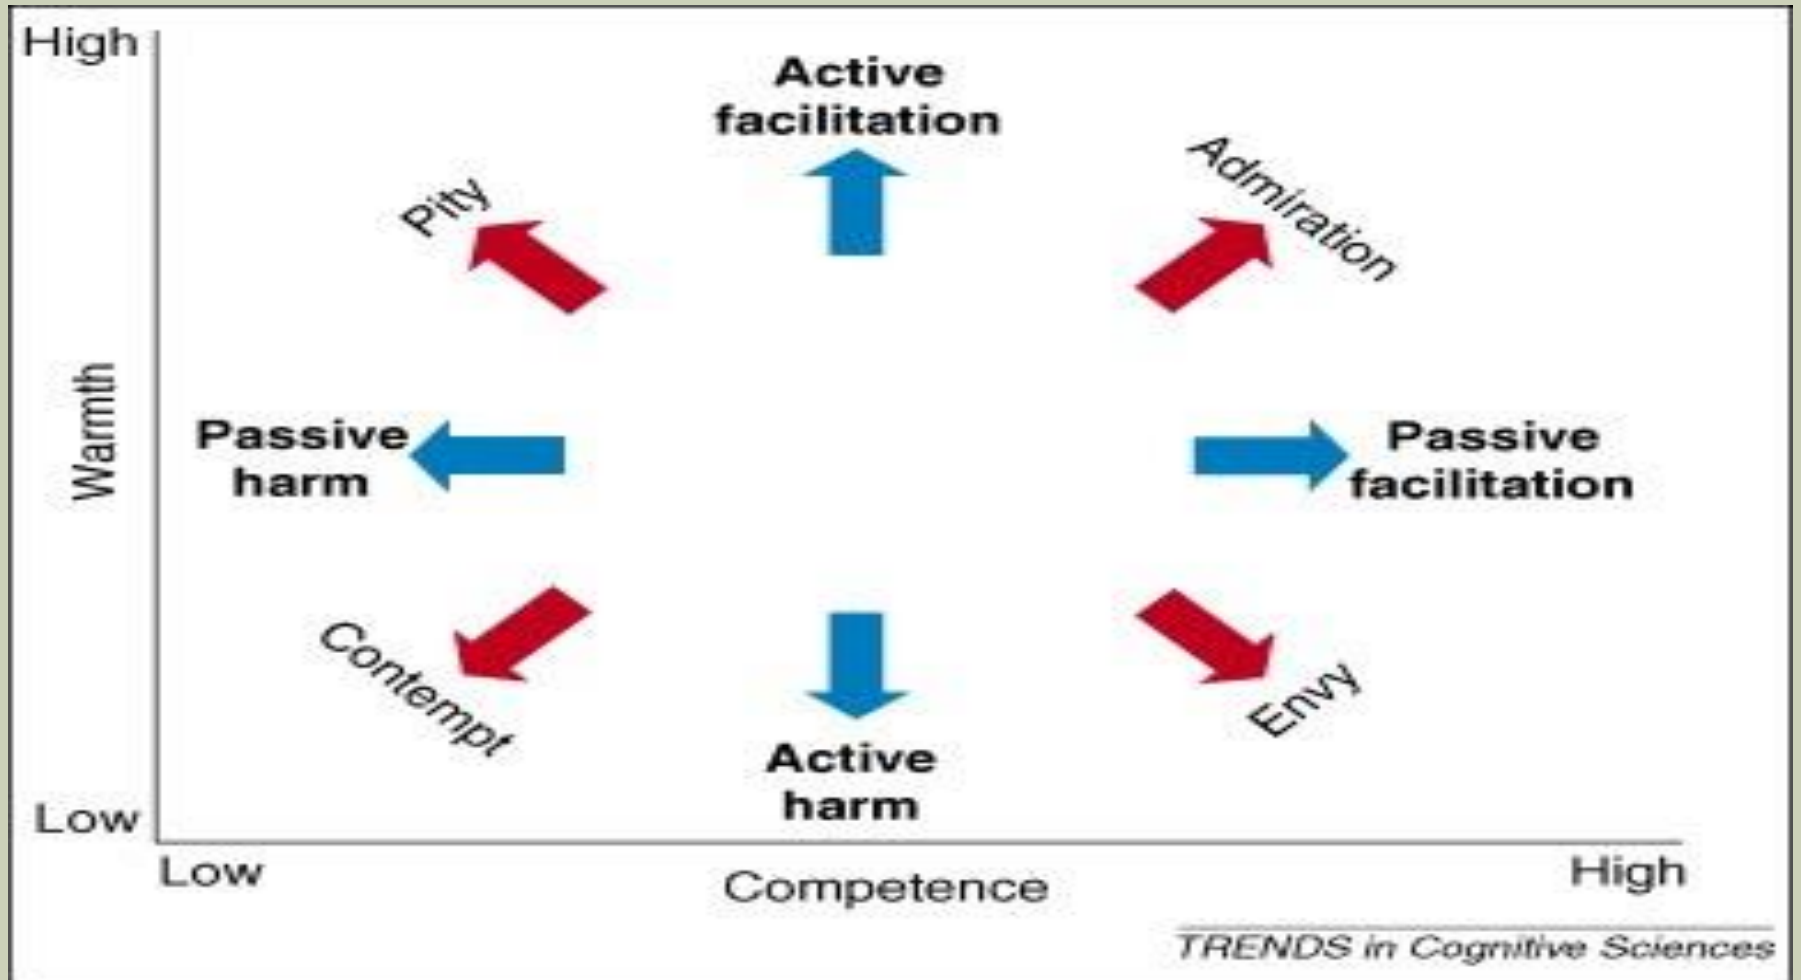 High
Active
facilitation
Admiration
Pity
Warmth
Passive
harm
Passive
facilitation
Contempt
Envy
Active
harm
Low
Low
Competence
High
TRENDS in Cognitive Sciences